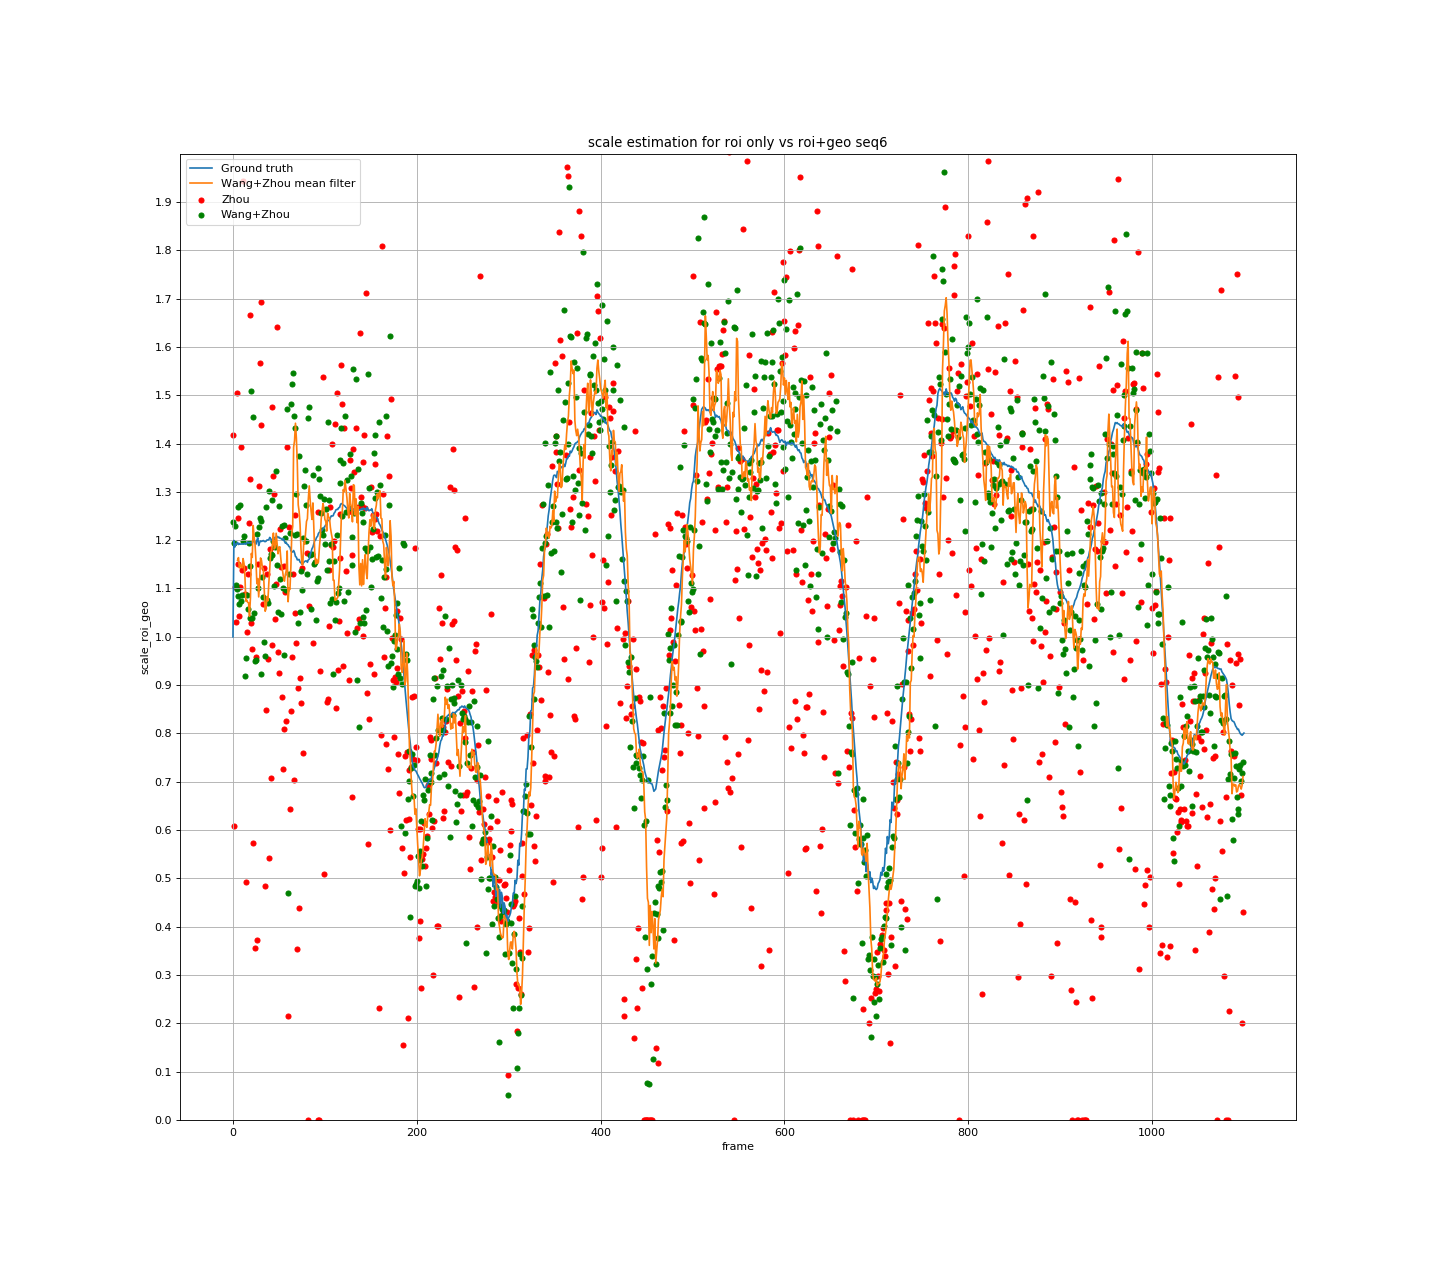 scale estimation for roi only vs roi+geo seq6
Ground truth
Wang+Zhou mean filter
Zhou
Wang+Zhou
1.9
1.8
1.7
1.6
1.5
1.4
1.3
1.2
1.1
1.0
0.9
0.8
0.7
0.6
0.5
0.4
0.3
0.2
0.1
0.0
scale_roi_geo
0 200 400 600 800 1000
frame